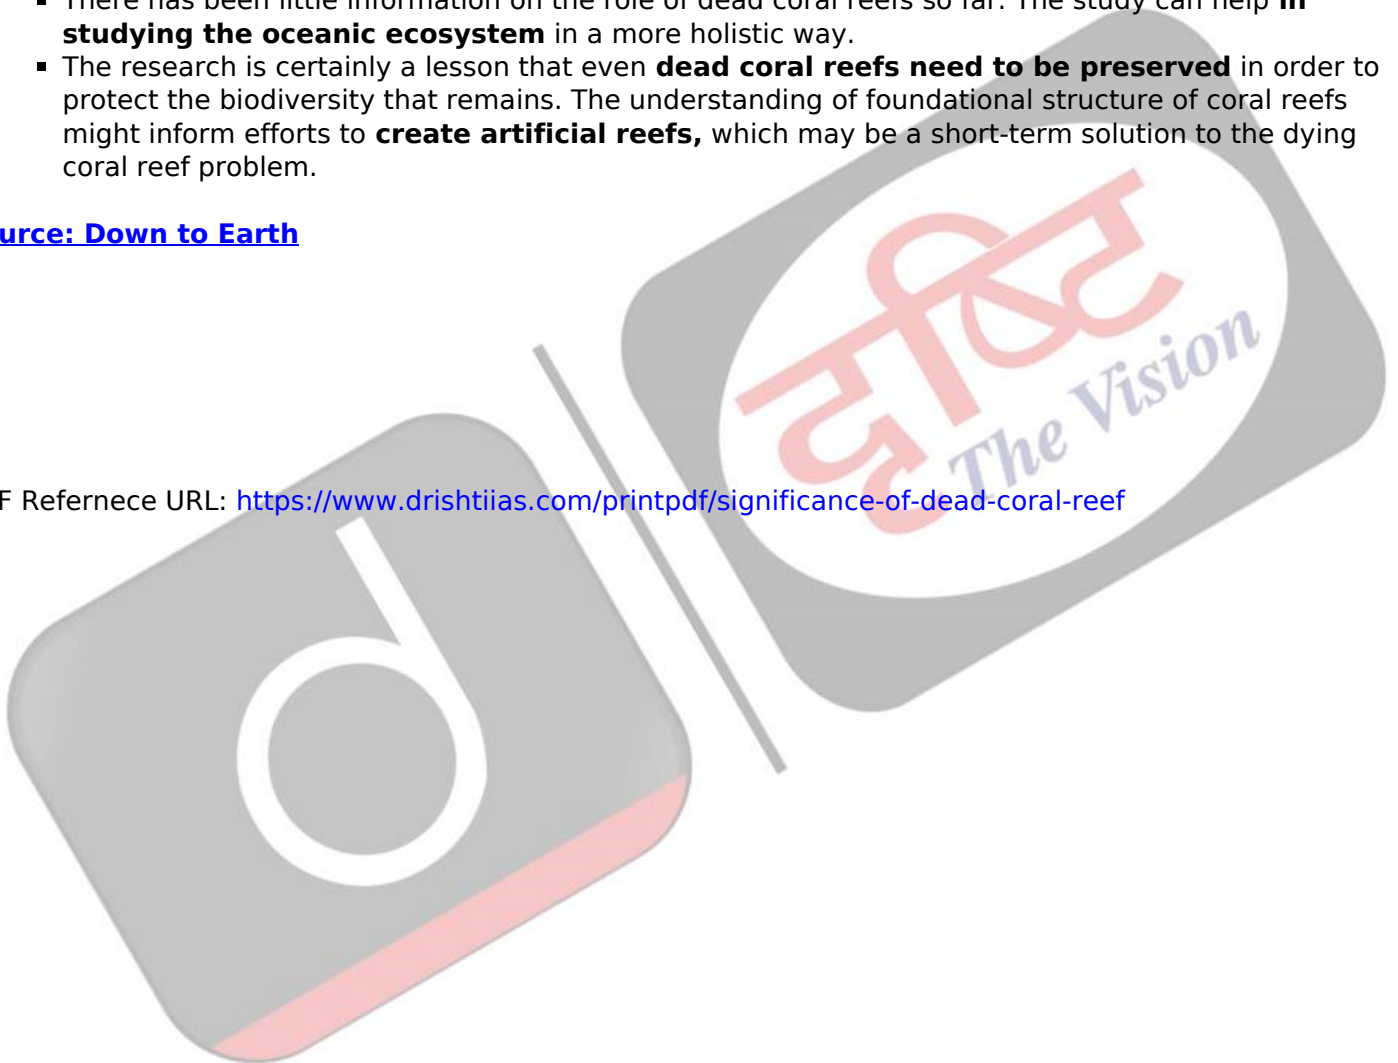 There has been little information on the role of dead coral reefs so far. The study can help in
studying the oceanic ecosystem in a more holistic way.
▪ The research is certainly a lesson that even dead coral reefs need to be preserved in order to
protect the biodiversity that remains. The understanding of foundational structure of coral reefs
might inform efforts to create artificial reefs, which may be a short-term solution to the dying
coral reef problem.
urce: Down to Earth
F Refernece URL: https://www.drishtiias.com/printpdf/significance-of-dead-coral-reef
दृष्टि
The Vision
d